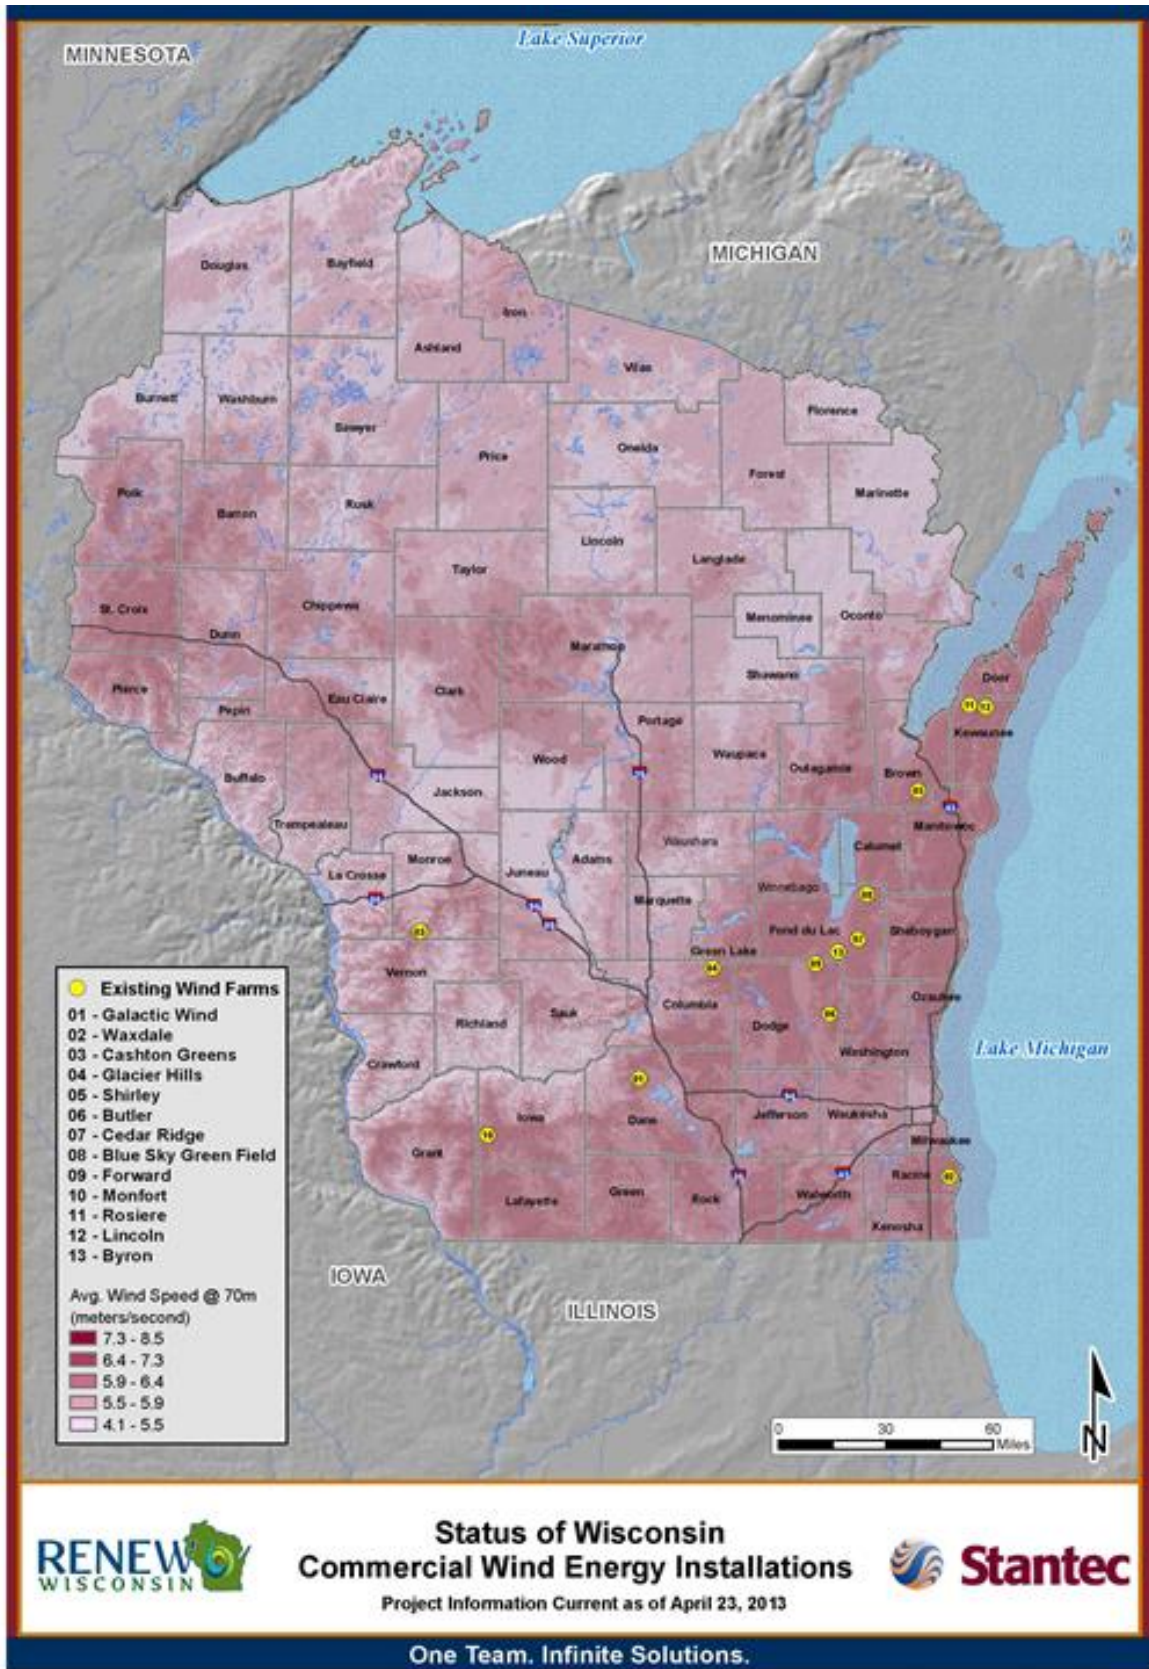 Lake Superior
MINNESOTA
MICHIGAN
Douglas
Bayfield
Iron
Ashland
Vilas
Burnett
Washburn
Sawyer
Florence
Price
Oneida
Forest
Marinette
Polk
Barron
Rusk
Lincoln
Langlade
Taylor
St. Croix
Chippewa
Menominee
Oconto
Dunn
Marathon
Shawano
Pierce
Clark
Eau Claire
Door
Pepin
Portage
Kewaunee
Wood
Waupaca
Outagamie
Brown
Buffalo
Jackson
Trempealeau
Manitowoc
Waushara
Calumet
Monroe
Adams
La Crosse
Juneau
Winnebago
Marquette
Fond du Lac
Sheboygan
Green Lake
Vernon
Columbia
Ozaukee
Richland
Sauk
Dodge
Washington
Lake Michigan
Crawford
Iowa
Dane
Jefferson
Waukesha
Milwaukee
Grant
Racine
Lafayette
Green
Rock
Walworth
Kenosha
IOWA
ILLINOIS
Existing Wind Farms
01 - Galactic Wind
02 - Waxdale
03 - Cashton Greens
04 - Glacier Hills
05 - Shirley
06 - Butler
07 - Cedar Ridge
08 - Blue Sky Green Field
09 - Forward
10 - Monfort
11 - Rosiere
12 - Lincoln
13 - Byron
Avg. Wind Speed @ 70m
(meters/second)
7.3 - 8.5
6.4 - 7.3
5.9 - 6.4
5.5 - 5.9
4.1 - 5.5
0 30 60
Miles
N
RENEW
WISCONSIN
Status of Wisconsin
Commercial Wind Energy Installations
Project Information Current as of April 23, 2013
Stantec
One Team. Infinite Solutions.